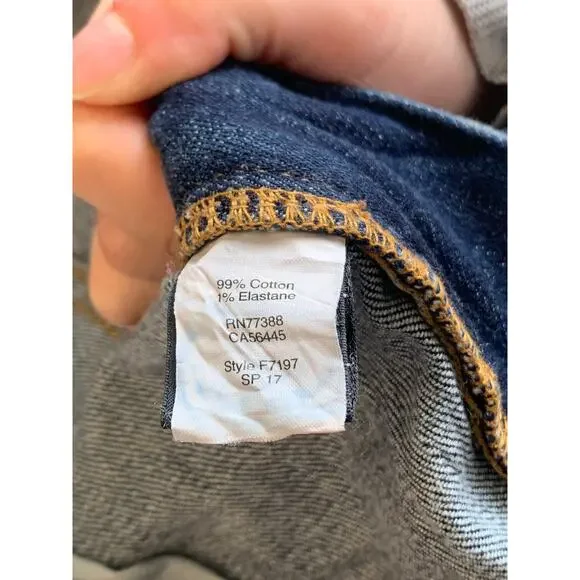 99% Cotton
1% Elastane
RN77388
CA56445
Style F7197
SP 17